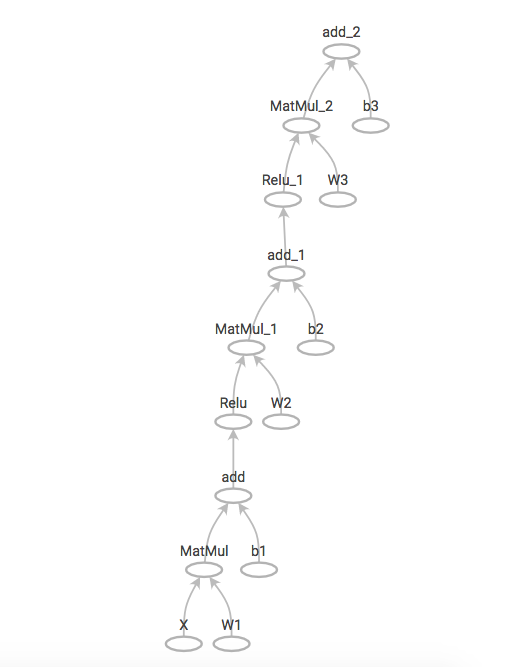 add_2
MatMul_2
b3
Relu_1
W3
add_1
MatMul_1
b2
Relu
W2
add
MatMul
b1
X
W1